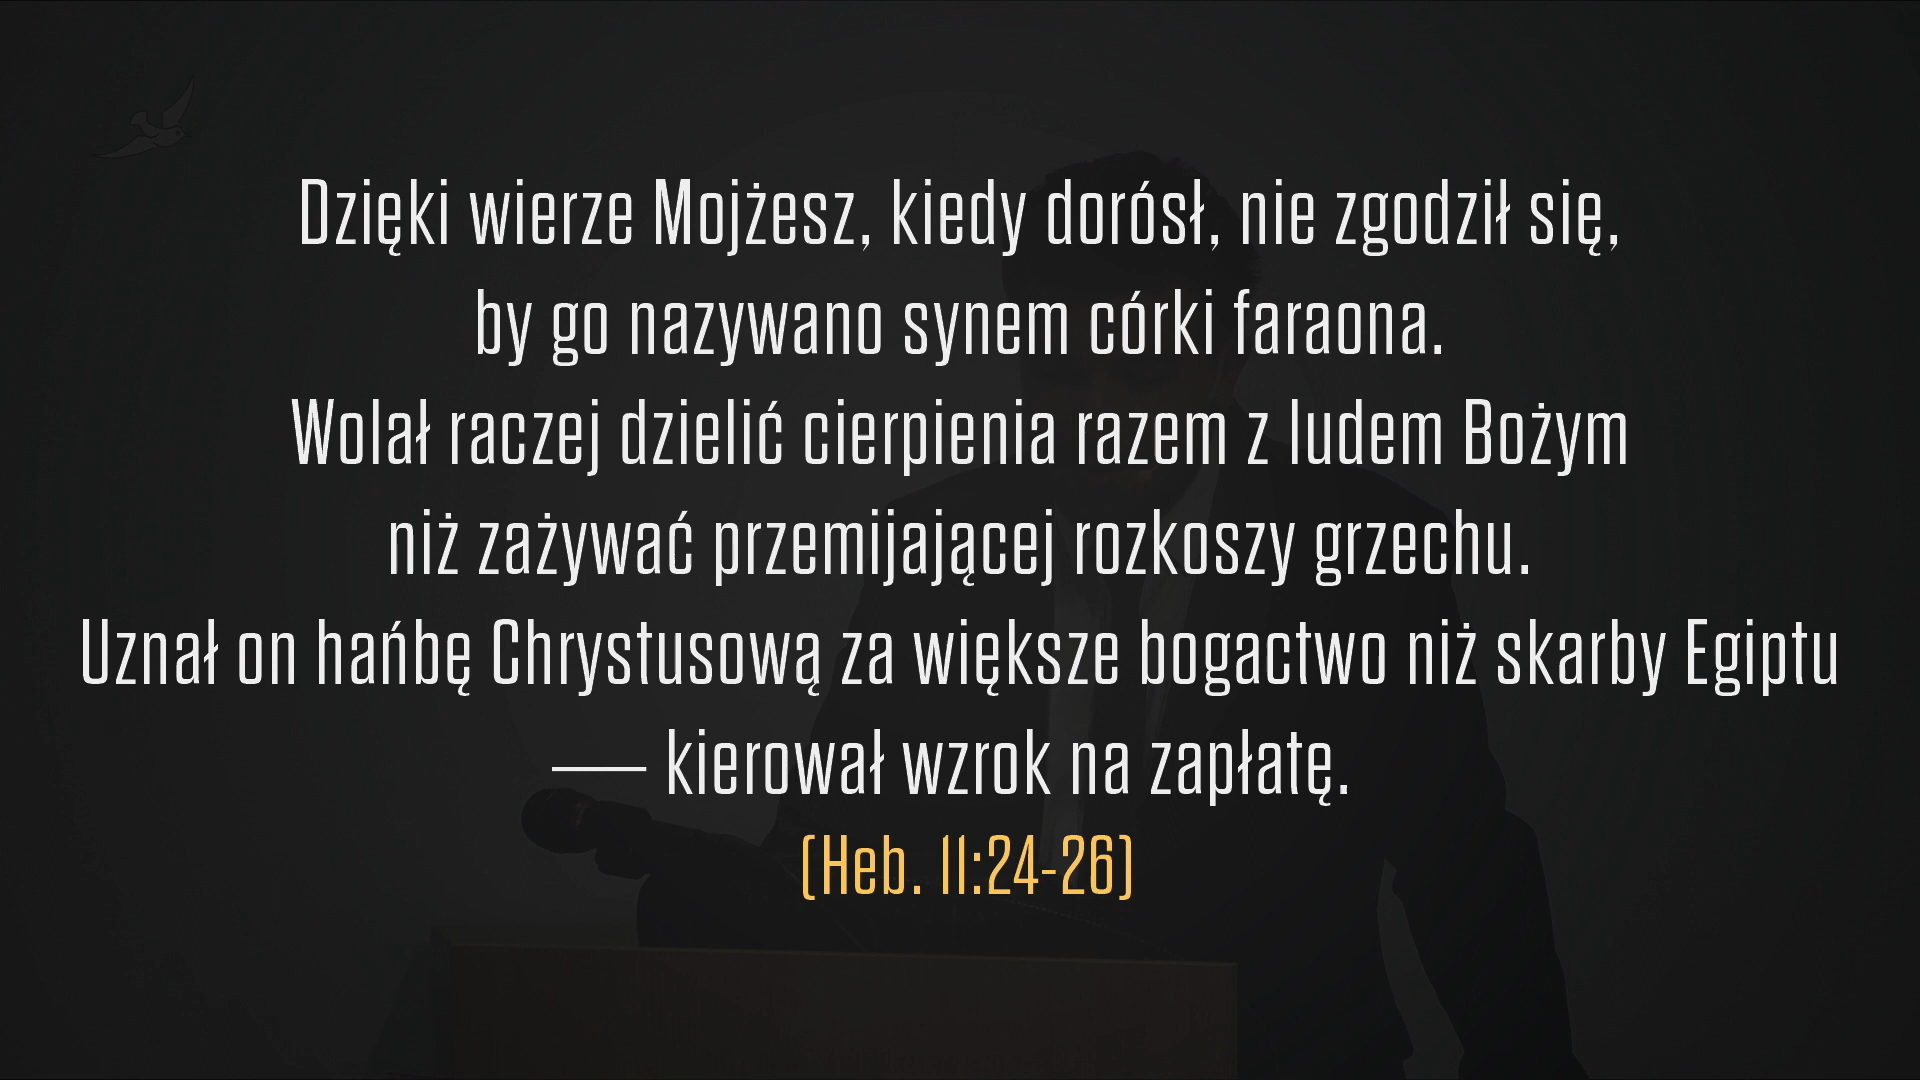 Dzięki wierze Mojżesz, kiedy dorósł, nie zgodził się,
by go nazywano synem córki faraona.
Wolał raczej dzielić cierpienia razem z ludem Bożym
niż zażywać przemijającej rozkoszy grzechu.
Uznał on hańbę Chrystusową za większe bogactwo niż skarby Egiptu
— kierował wzrok na zapłatę.
(Heb. 11:24-26)